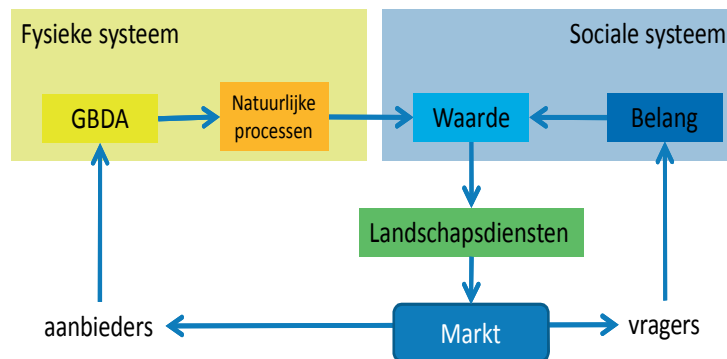 Fysieke systeem
Sociale systeem
GBDA
Natuurlijke
processen
Waarde
Belang
Landschapsdiensten
aanbieders
Markt
vragers